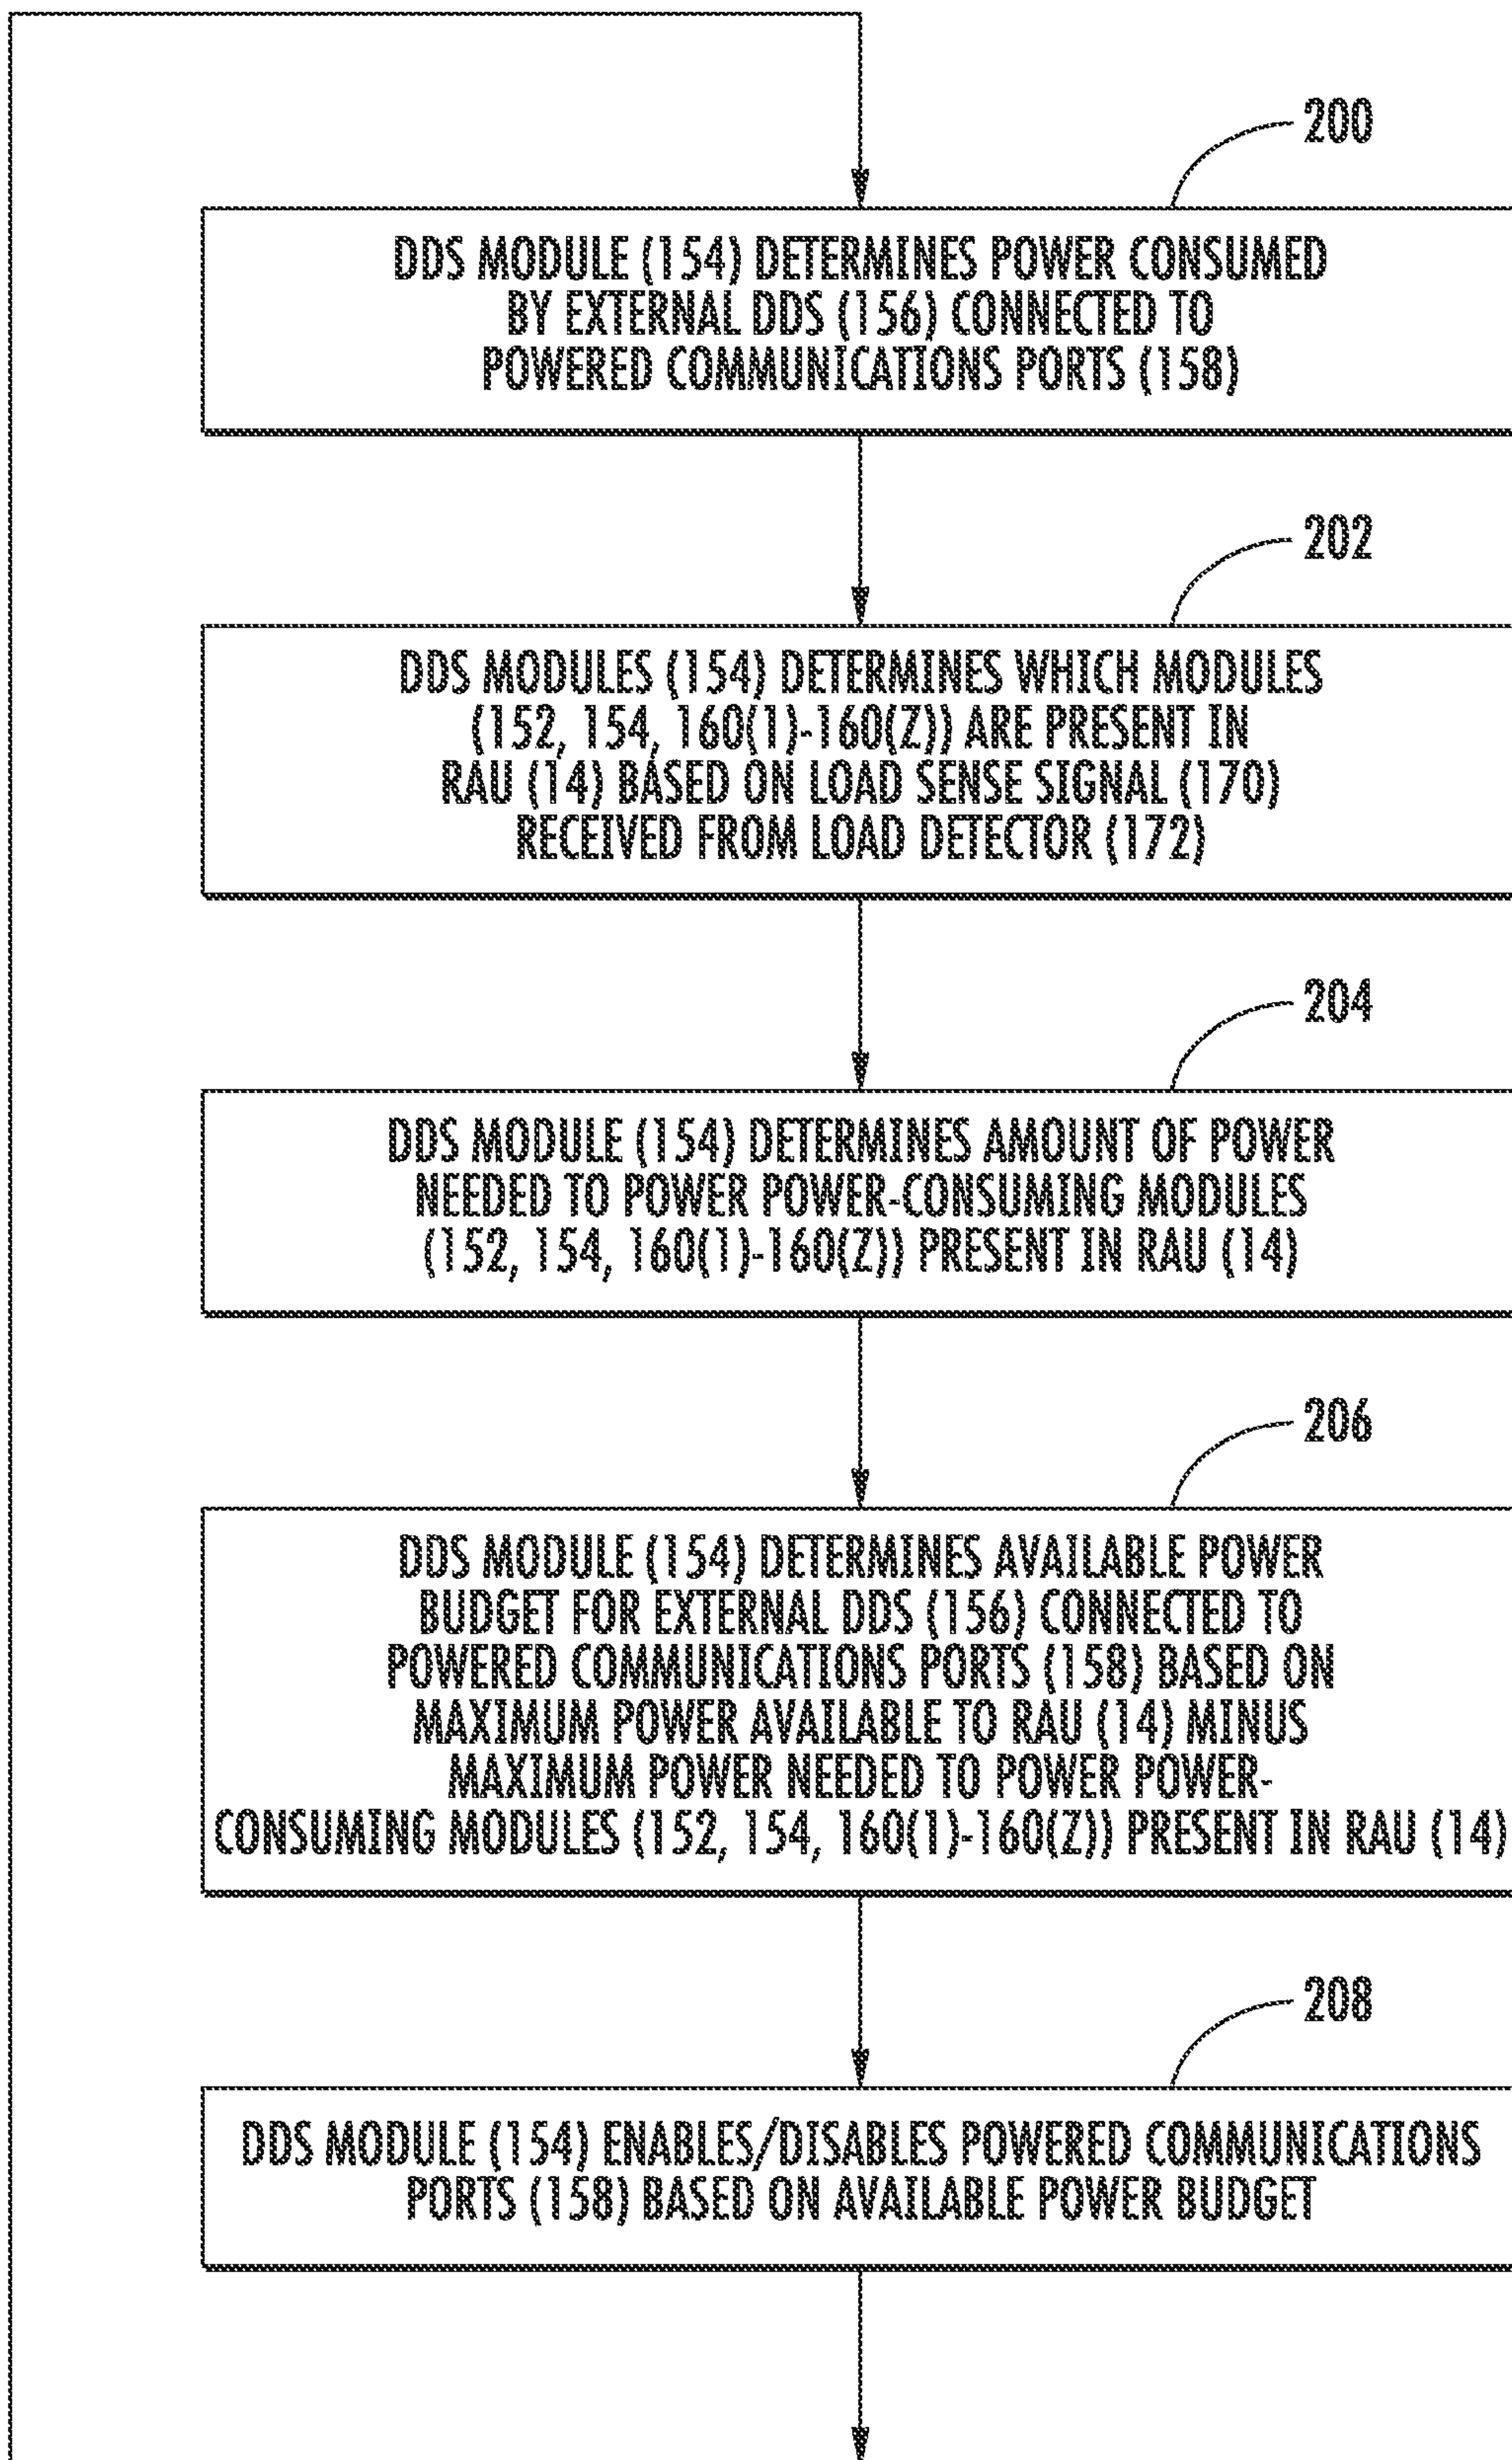 200
DDS MODULE (154) DETERMINES POWER CONSUMED
BY EXTERNAL DDS (156) CONNECTED TO
POWERED COMMUNICATIONS PORTS (158)
202
DDS MODULES (154) DETERMINES WHICH MODULES
(152, 154, 160(1)-160(Z)) ARE PRESENT IN
RAU (14) BASED ON LOAD SENSE SIGNAL (170)
RECEIVED FROM LOAD DETECTOR (172)
204
DDS MODULE (154) DETERMINES AMOUNT OF POWER
NEEDED TO POWER POWER-CONSUMING MODULES
(152, 154, 160(1)-160(Z)) PRESENT IN RAU (14)
206
DDS MODULE (154) DETERMINES AVAILABLE POWER
BUDGET FOR EXTERNAL DDS (156) CONNECTED TO
POWERED COMMUNICATIONS PORTS (158) BASED ON
MAXIMUM POWER AVAILABLE TO RAU (14) MINUS
MAXIMUM POWER NEEDED TO POWER POWER-
CONSUMING MODULES (152, 154, 160(1)-160(Z)) PRESENT IN RAU (14)
208
DDS MODULE (154) ENABLES/DISABLES POWERED COMMUNICATIONS
PORTS (158) BASED ON AVAILABLE POWER BUDGET